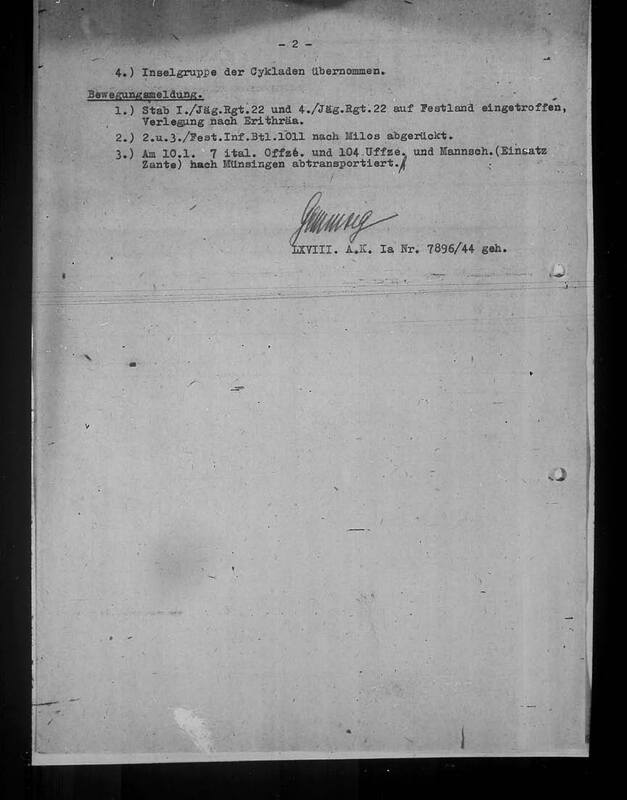 - 2 -
4.) Inselgruppe der Cykladen übernommen.
Bewegungsmeldung.
1.) Stab I./Jäg.Rgt.22 und 4./Jäg.Rgt.22 auf Festland eingetroffen,
Verlegung nach Erithräa.
2.) 2.u.3./Fest.Inf.Btl.1011 nach Milos abgerückt.
3.) Am 10.1. 7 ital. Offze. und 104 Uffze. und Mannsch.(Einsatz
Zante) nach Münsingen abtransportiert.
LXVIII. A.K. Ia Nr. 7896/44 geh.